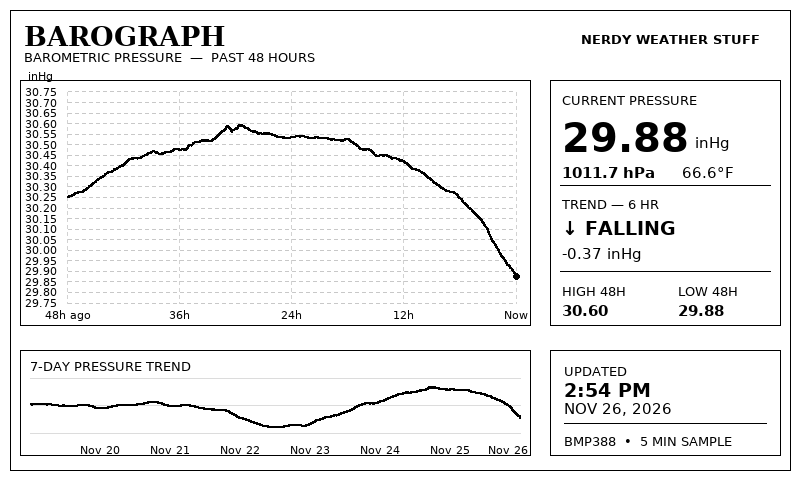 BAROGRAPH
BAROMETRIC PRESSURE — PAST 48 HOURS
NERDY WEATHER STUFF
inHg
30.75
30.70
30.65
30.60
30.55
30.50
30.45
30.40
30.35
30.30
30.25
30.20
30.15
30.10
30.05
30.00
29.95
29.90
29.85
29.80
29.75
48h ago 36h 24h 12h Now
CURRENT PRESSURE
29.88 inHg
1011.7 hPa 66.6°F
TREND — 6 HR
↓ FALLING
-0.37 inHg
HIGH 48H LOW 48H
30.60 29.88
7-DAY PRESSURE TREND
Nov 20 Nov 21 Nov 22 Nov 23 Nov 24 Nov 25 Nov 26
UPDATED
2:54 PM
NOV 26, 2026
BMP388 • 5 MIN SAMPLE